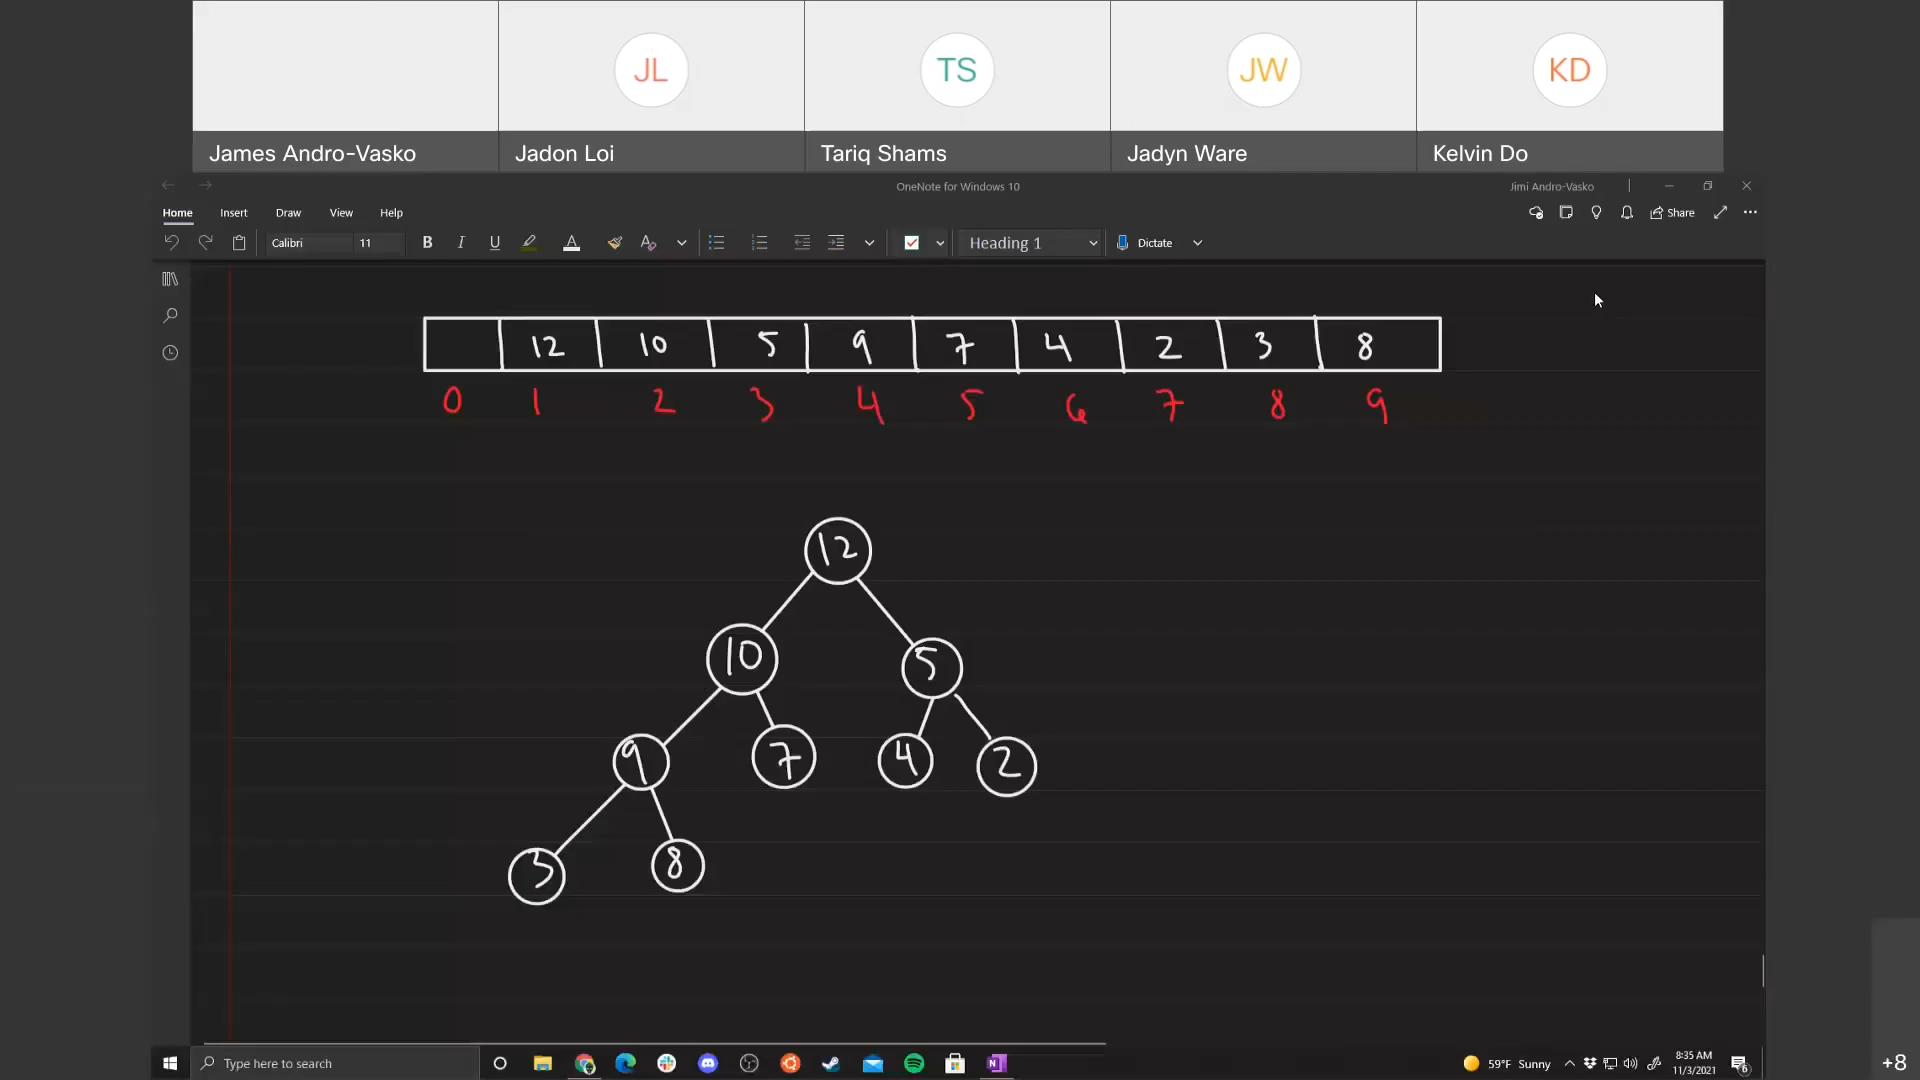 JL TS JW KD
James Andro-Vasko Jadon Loi Tariq Shams Jadyn Ware Kelvin Do
OneNote for Windows 10 Jimi Andro-Vasko
Home Insert Draw View Help Share
Calibri 11 B I U A A Heading 1 Dictate
12 10 5 9 7 4 2 3 8
0 1 2 3 4 5 6 7 8 9
12
10 5
9 7 4 2
3 8
+8
Type here to search 59°F Sunny 8:35 AM
11/3/2021 6